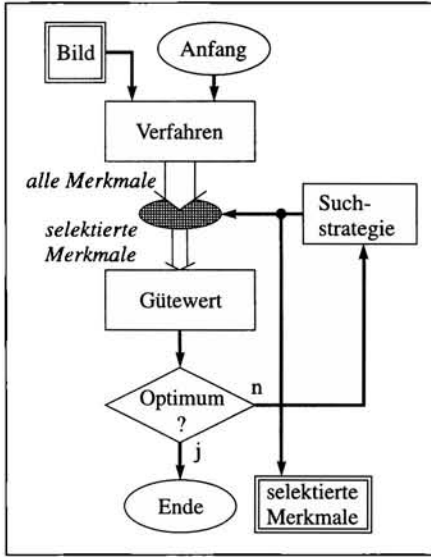 Bild
Anfang
Verfahren
alle Merkmale
selektierte
Merkmale
Such-
strategie
Gütewert
Optimum
?
n
j
Ende
selektierte
Merkmale